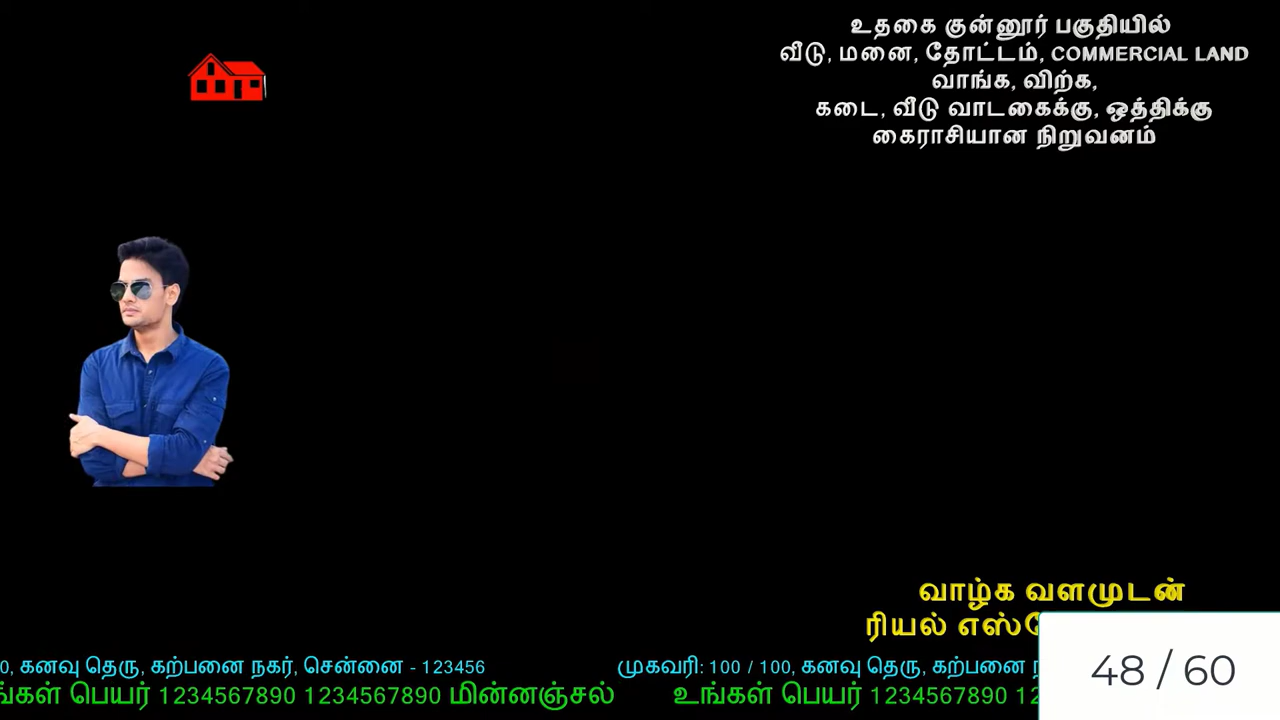 உதகை குன்னூர் பகுதியில்
வீடு, மனை, தோட்டம், COMMERCIAL LAND
வாங்க, விற்க,
கடை, வீடு வாடகைக்கு, ஒத்திக்கு
கைராசியான நிறுவனம்
வாழ்க வளமுடன்
ரியல்
0, கனவு தெரு, கற்பனை நகர், சென்னை - 123456 முகவரி: 100 / 100, கனவு தெரு, கற்பனை
பெயர் 1234567890 1234567890 மின்னஞ்சல் உங்கள் பெயர் 1234567890
48 / 60